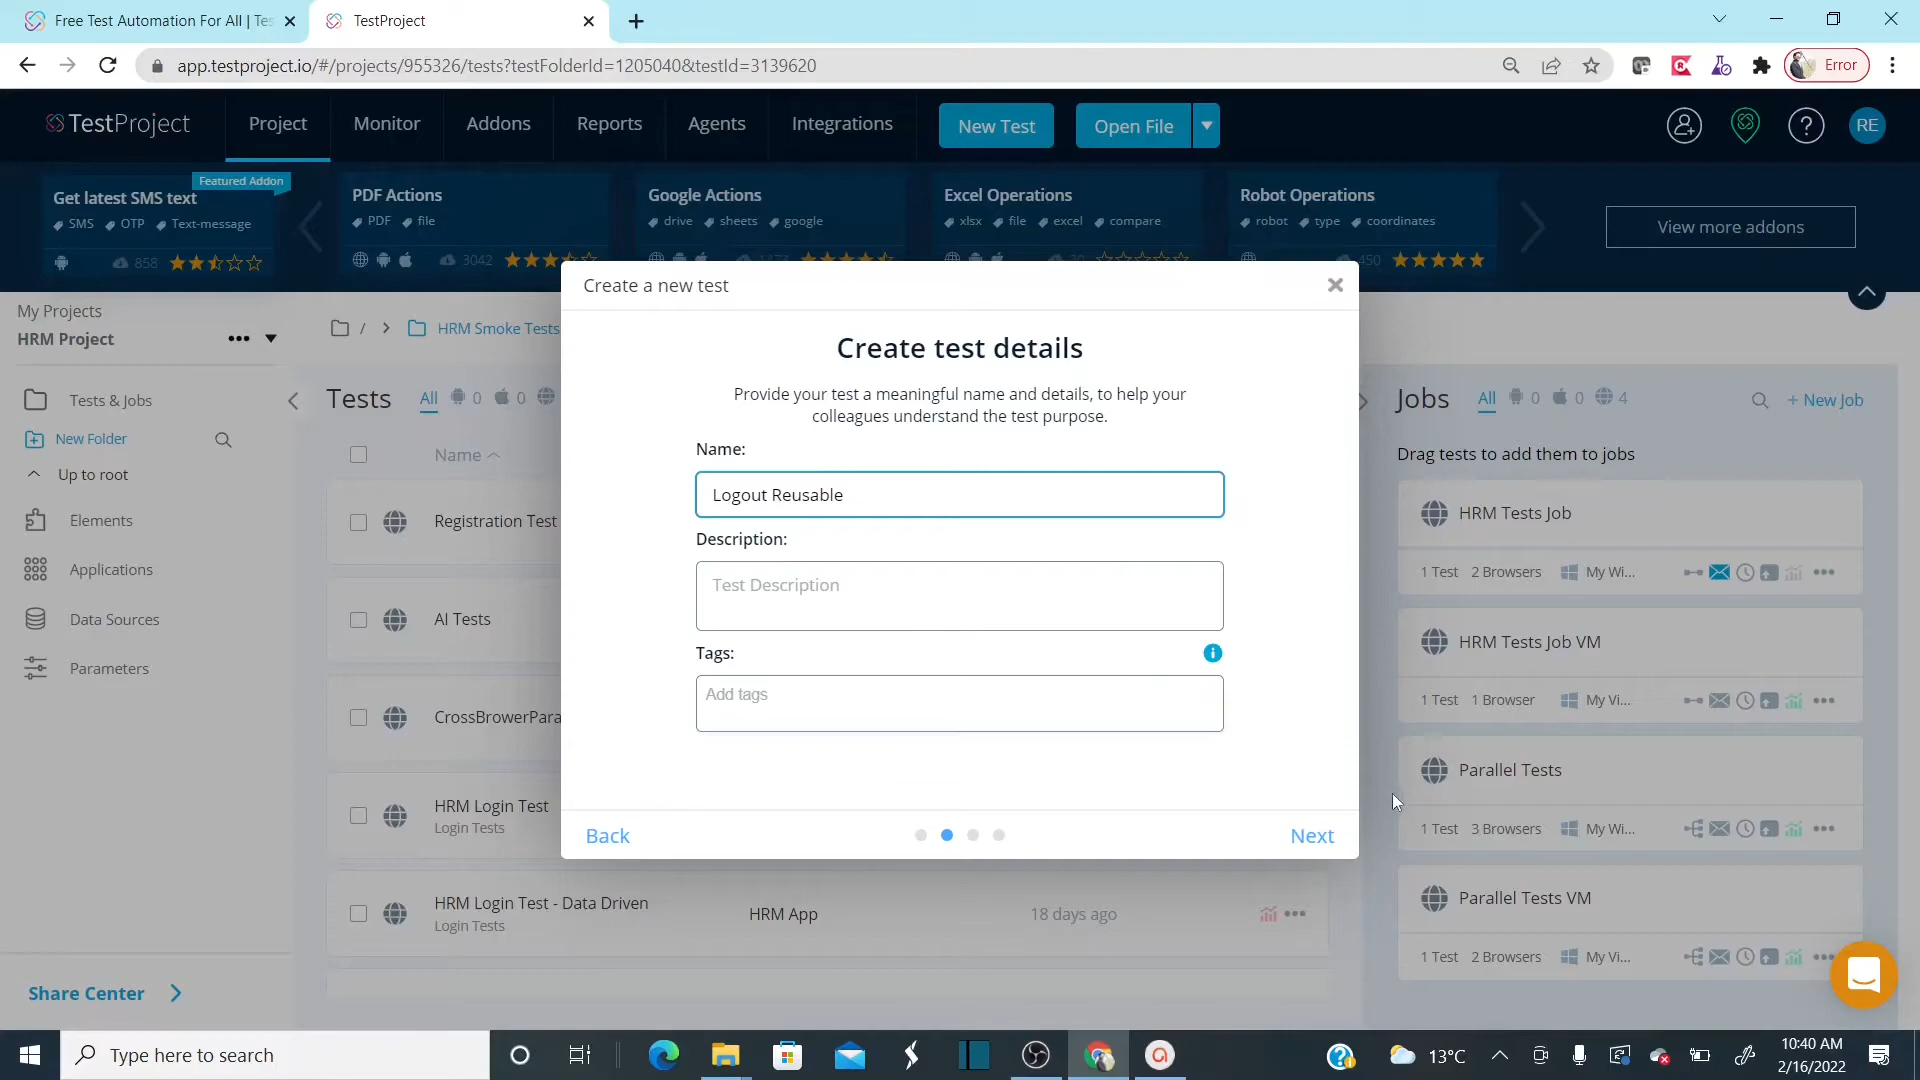 Free Test Automation For All | Tes
TestProject
app.testproject.io/#/projects/955326/tests?testFolderId=1205040&testId=3139620
Error
TestProject
Project
Monitor
Addons
Reports
Agents
Integrations
New Test
Open File
?
RE
Featured Addon
Get latest SMS text
SMS OTP Text-message
858
PDF Actions
PDF file
3042
Google Actions
drive sheets google
Excel Operations
xlsx file excel compare
Robot Operations
robot type coordinates
450
View more addons
My Projects
HRM Project
/
HRM Smoke Tests
Tests & Jobs
New Folder
Up to root
Elements
Applications
Data Sources
Parameters
Share Center
Tests
All 0 0
Name
Registration Test
AI Tests
CrossBrowerPara
HRM Login Test
Login Tests
HRM Login Test - Data Driven
Login Tests
HRM App
18 days ago
Create a new test
Create test details
Provide your test a meaningful name and details, to help your
colleagues understand the test purpose.
Name:
Logout Reusable
Description:
Test Description
Tags:
Add tags
Back
Next
Jobs
All 0 0 4
+ New Job
Drag tests to add them to jobs
HRM Tests Job
1 Test 2 Browsers My Wi...
HRM Tests Job VM
1 Test 1 Browser My Vi...
Parallel Tests
1 Test 3 Browsers My Wi...
Parallel Tests VM
1 Test 2 Browsers My Vi...
Type here to search
13°C
10:40 AM
2/16/2022